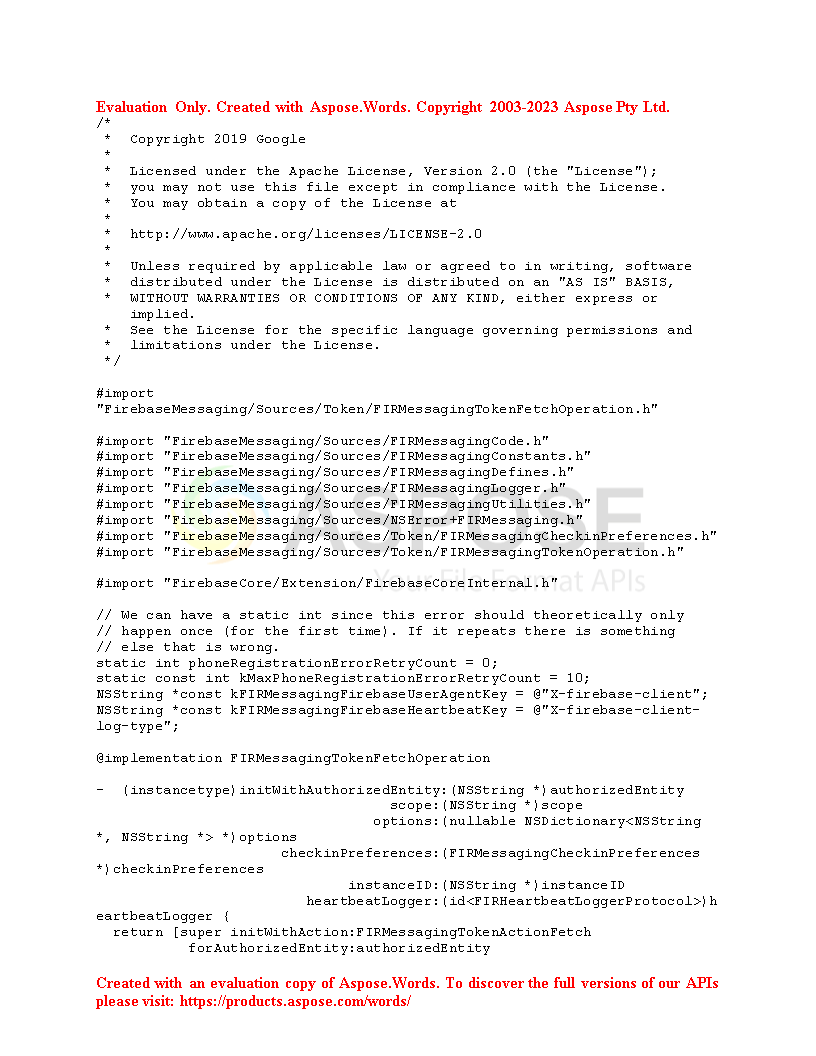 Evaluation Only. Created with Aspose.Words. Copyright 2003-2023 Aspose Pty Ltd.
/*
 * Copyright 2019 Google
 *
 * Licensed under the Apache License, Version 2.0 (the "License");
 * you may not use this file except in compliance with the License.
 * You may obtain a copy of the License at
 *
 * http://www.apache.org/licenses/LICENSE-2.0
 *
 * Unless required by applicable law or agreed to in writing, software
 * distributed under the License is distributed on an "AS IS" BASIS,
 * WITHOUT WARRANTIES OR CONDITIONS OF ANY KIND, either express or
implied.
 * See the License for the specific language governing permissions and
 * limitations under the License.
 */
#import
"FirebaseMessaging/Sources/Token/FIRMessagingTokenFetchOperation.h"
#import "FirebaseMessaging/Sources/FIRMessagingCode.h"
#import "FirebaseMessaging/Sources/FIRMessagingConstants.h"
#import "FirebaseMessaging/Sources/FIRMessagingDefines.h"
#import "FirebaseMessaging/Sources/FIRMessagingLogger.h"
#import "FirebaseMessaging/Sources/FIRMessagingUtilities.h"
#import "FirebaseMessaging/Sources/NSError+FIRMessaging.h"
#import "FirebaseMessaging/Sources/Token/FIRMessagingCheckinPreferences.h"
#import "FirebaseMessaging/Sources/Token/FIRMessagingTokenOperation.h"
ASPOSE
Your File Format APIs
#import "FirebaseCore/Extension/FirebaseCoreInternal.h"
// We can have a static int since this error should theoretically only
// happen once (for the first time). If it repeats there is something
// else that is wrong.
static int phoneRegistrationErrorRetryCount = 0;
static const int kMaxPhoneRegistrationErrorRetryCount = 10;
NSString *const kFIRMessagingFirebaseUserAgentKey = @"X-firebase-client";
NSString *const kFIRMessagingFirebaseHeartbeatKey = @"X-firebase-client-
log-type";
@implementation FIRMessagingTokenFetchOperation
- (instancetype)initWithAuthorizedEntity:(NSString *)authorizedEntity
scope:(NSString *)scope
options:(nullable NSDictionary<NSString
*, NSString *> *)options
checkinPreferences:(FIRMessagingCheckinPreferences
*)checkinPreferences
instanceID:(NSString *)instanceID
heartbeatLogger:(id<FIRHeartbeatLoggerProtocol>)h
eartbeatLogger {
return [super initWithAction:FIRMessagingTokenActionFetch
forAuthorizedEntity:authorizedEntity
Created with an evaluation copy of Aspose.Words. To discover the full versions of our APIs
please visit: https://products.aspose.com/words/